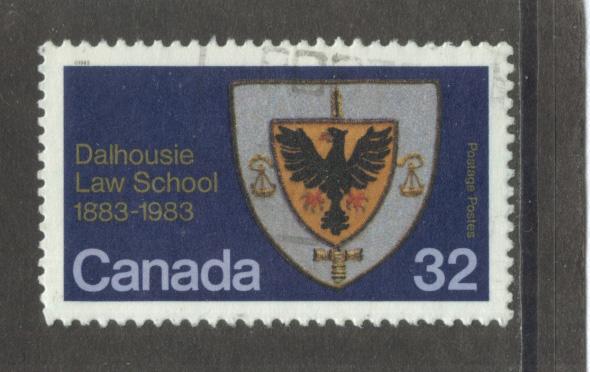 Dalhousie
Law School
1883-1983
Canada
32
Postage Postes